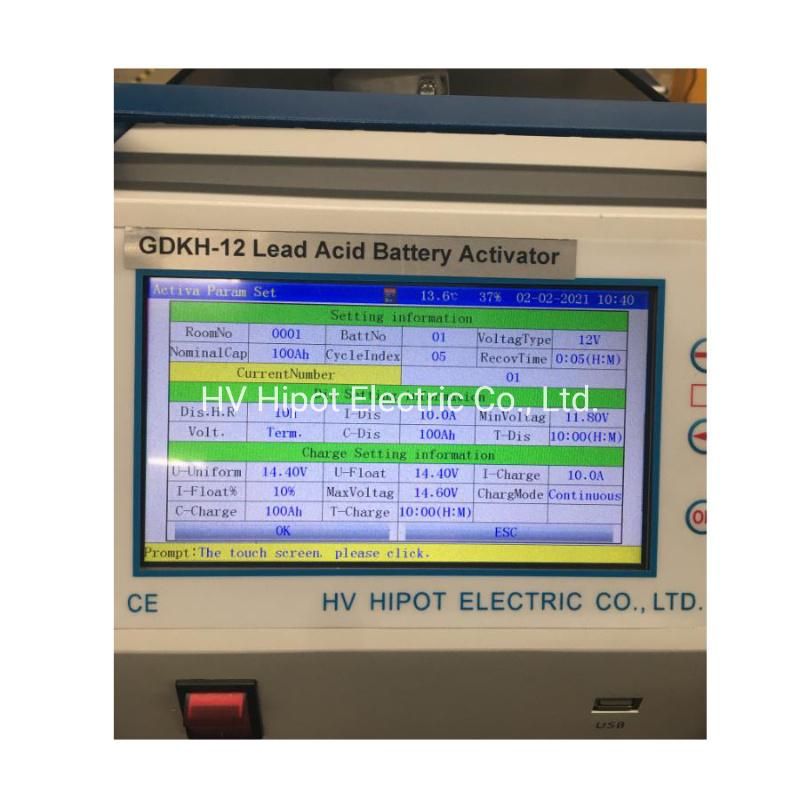 GDKH-12 Lead Acid Battery Activator
Activa Param Set 13.6℃ 37% 02-02-2021 10:40
Setting information
RoomNo 0001 BattNo 01 VoltagType 12V
NominalCap 100Ah CycleIndex 05 RecovTime 0:05(H:M)
CurrentNumber 01
HV Hipot Electric Co., Ltd.
Dis.H.R I-Dis 10.0A MinVoltag 11.80V
Volt. Term. C-Dis 100Ah T-Dis 10:00(H:M)
Charge Setting information
U-Uniform 14.40V U-Float 14.40V I-Charge 10.0A
I-Float% 10% MaxVoltag 14.60V ChargMode Continuous
C-Charge 100Ah T-Charge 10:00(H:M)
OK ESC
Prompt:The touch screen. please click.
CE HV HIPOT ELECTRIC CO., LTD.
USB